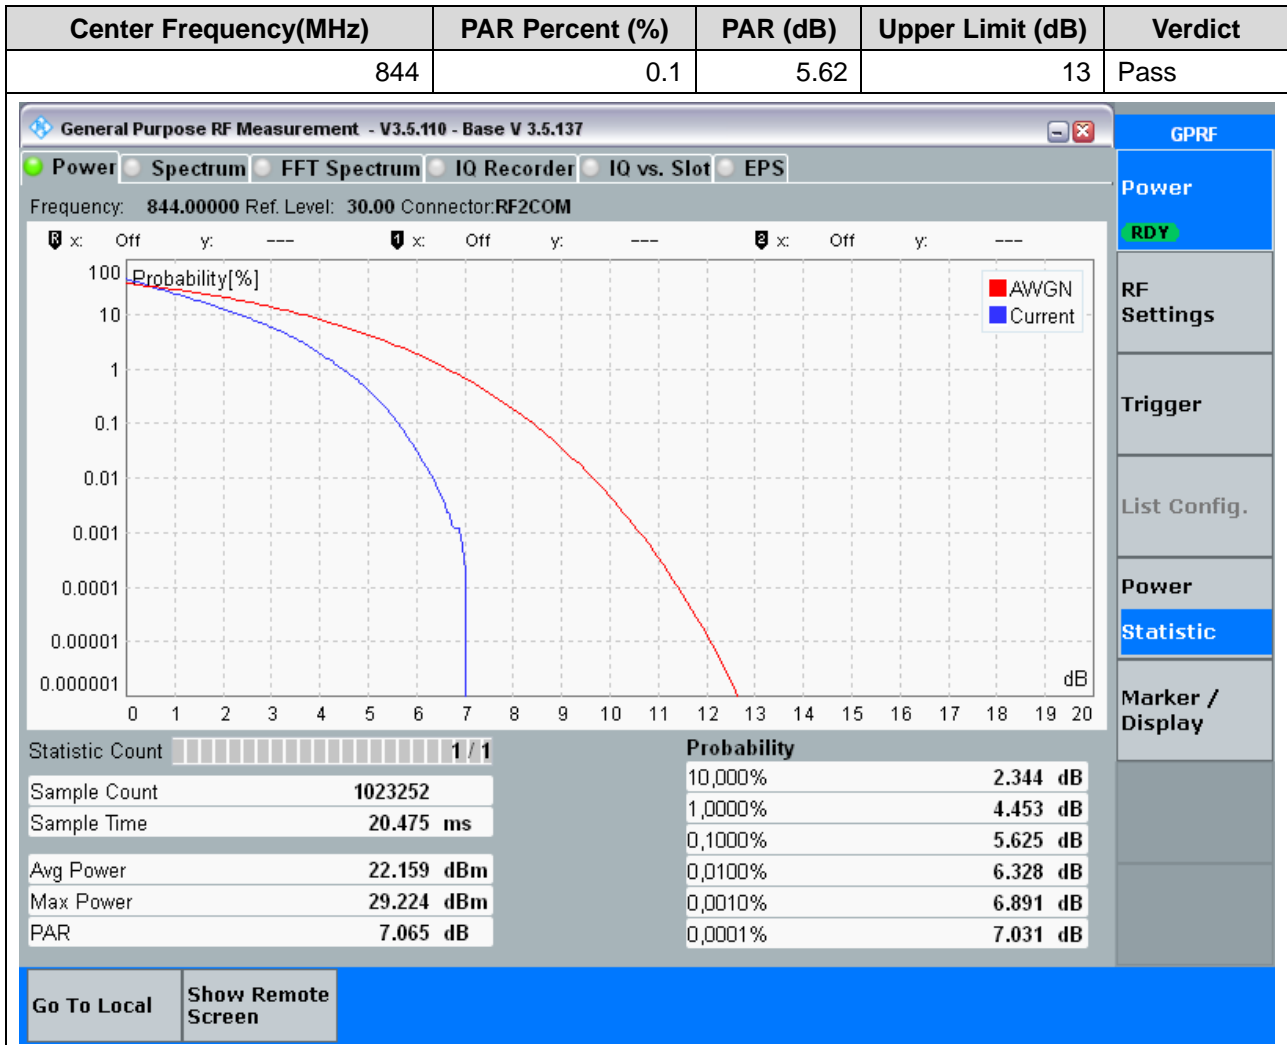 Center Frequency(MHz) PAR Percent (%) PAR (dB) Upper Limit (dB) Verdict
844 0.1 5.62 13 Pass
General Purpose RF Measurement - V3.5.110 - Base V 3.5.137
GPRF
Power Spectrum FFT Spectrum IQ Recorder IQ vs. Slot EPS
Frequency: 844.00000 Ref. Level: 30.00 Connector:RF2COM
R x: Off y: --- 1 x: Off y: --- 2 x: Off y: ---
Probability[%]
100
10
1
0.1
0.01
0.001
0.0001
0.00001
0.000001
AWGN
Current
dB
0 1 2 3 4 5 6 7 8 9 10 11 12 13 14 15 16 17 18 19 20
Statistic Count 1 / 1
Sample Count 1023252
Sample Time 20.475 ms
Avg Power 22.159 dBm
Max Power 29.224 dBm
PAR 7.065 dB
Probability
10,000% 2.344 dB
1,0000% 4.453 dB
0,1000% 5.625 dB
0,0100% 6.328 dB
0,0010% 6.891 dB
0,0001% 7.031 dB
Power
RDY
RF
Settings
Trigger
List Config.
Power
Statistic
Marker /
Display
Go To Local
Show Remote
Screen